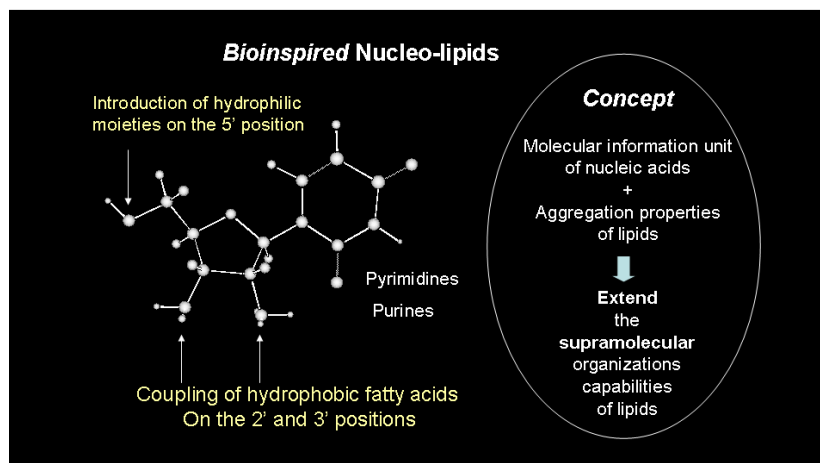 Bioinspired Nucleo-lipids
Introduction of hydrophilic
moieties on the 5' position
Pyrimidines
Purines
Coupling of hydrophobic fatty acids
On the 2' and 3' positions
Concept
Molecular information unit
of nucleic acids
+
Aggregation properties
of lipids
Extend
the
supramolecular
organizations
capabilities
of lipids